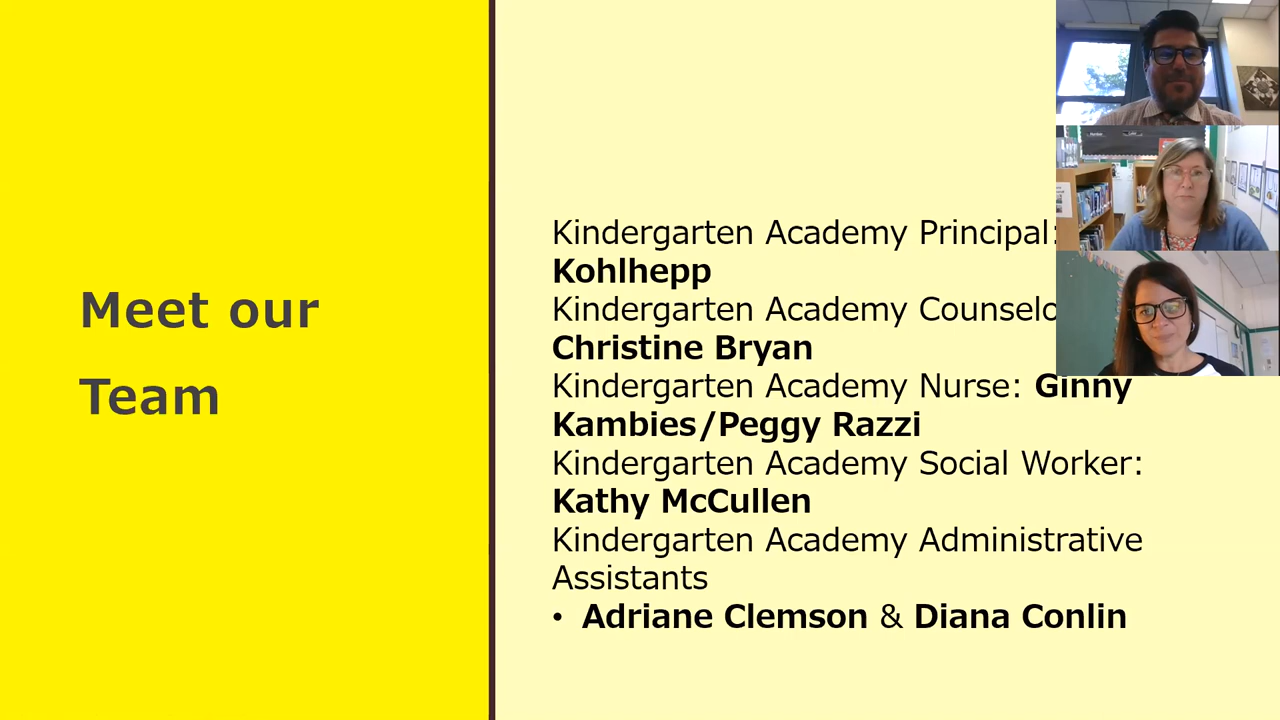 Meet our
Team
Kindergarten Academy Principal:
Kohlhepp
Kindergarten Academy
Christine Bryan
Kindergarten Academy Nurse: Ginny
Kambies/Peggy Razzi
Kindergarten Academy Social Worker:
Kathy McCullen
Kindergarten Academy Administrative
Assistants
• Adriane Clemson & Diana Conlin